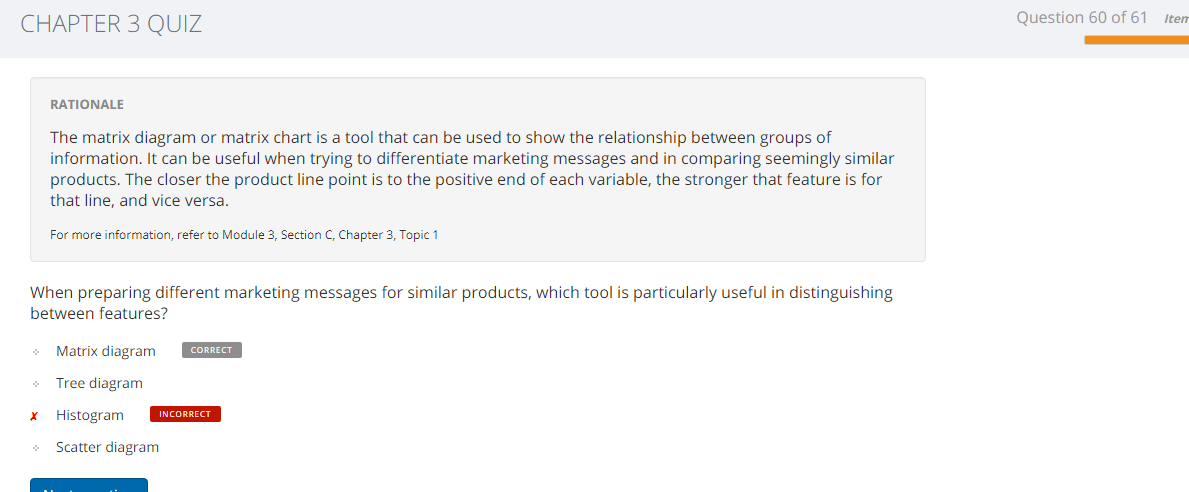 CHAPTER 3 QUIZ
Question 60 of 61
RATIONALE
The matrix diagram or matrix chart is a tool that can be used to show the relationship between groups of
information. It can be useful when trying to differentiate marketing messages and in comparing seemingly similar
products. The closer the product line point is to the positive end of each variable, the stronger that feature is for
that line, and vice versa.
For more information, refer to Module 3, Section C, Chapter 3, Topic 1
When preparing different marketing messages for similar products, which tool is particularly useful in distinguishing
between features?
Matrix diagram CORRECT
Tree diagram
Histogram INCORRECT
Scatter diagram